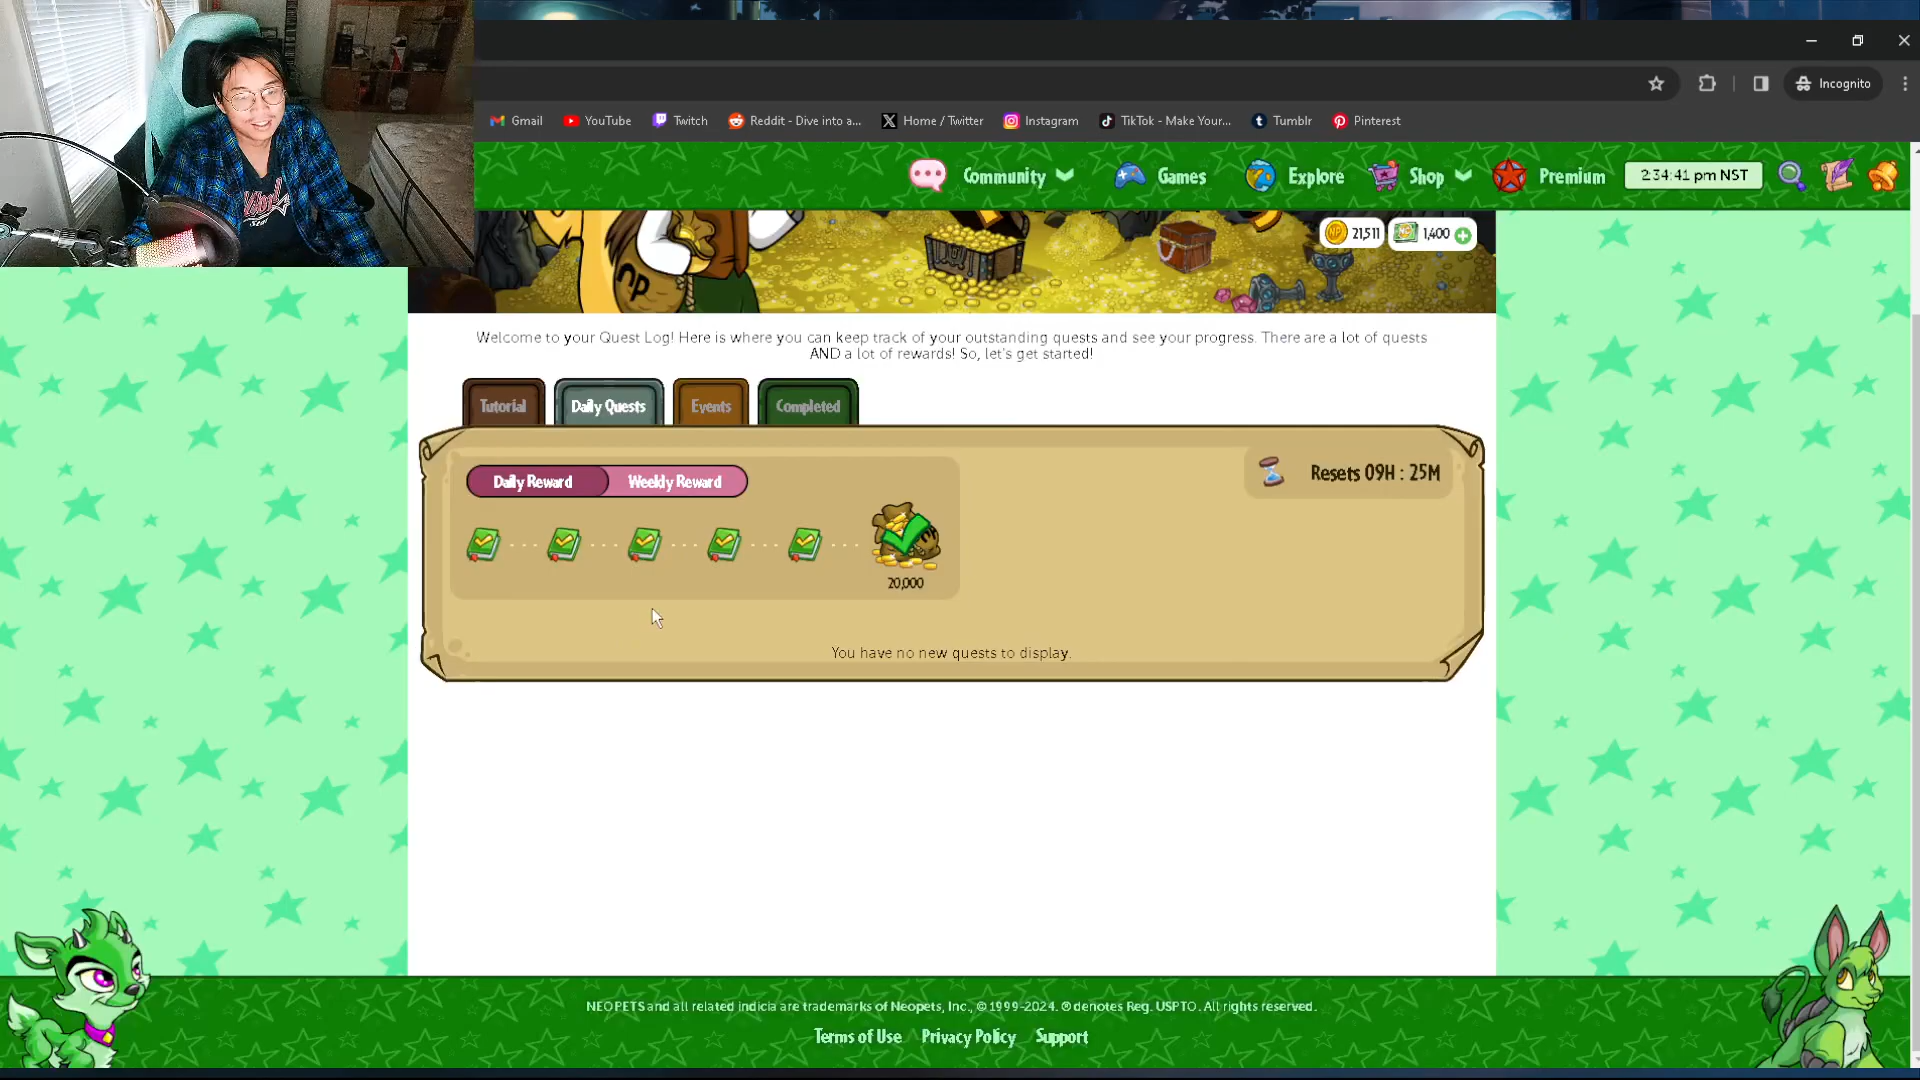 Incognito
Gmail YouTube Twitch Reddit - Dive into a... Home / Twitter Instagram TikTok - Make Your... Tumblr Pinterest
Community Games Explore Shop Premium 2:34:41 pm NST
NP 21,511 NC 1,400
np
Welcome to your Quest Log! Here is where you can keep track of your outstanding quests and see your progress. There are a lot of quests
AND a lot of rewards! So, let's get started!
Tutorial Daily Quests Events Completed
Daily Reward Weekly Reward
Resets 09H : 25M
20,000
You have no new quests to display.
NEOPETS and all related indicia are trademarks of Neopets, Inc., © 1999-2024. ® denotes Reg. USPTO. All rights reserved.
Terms of Use Privacy Policy Support